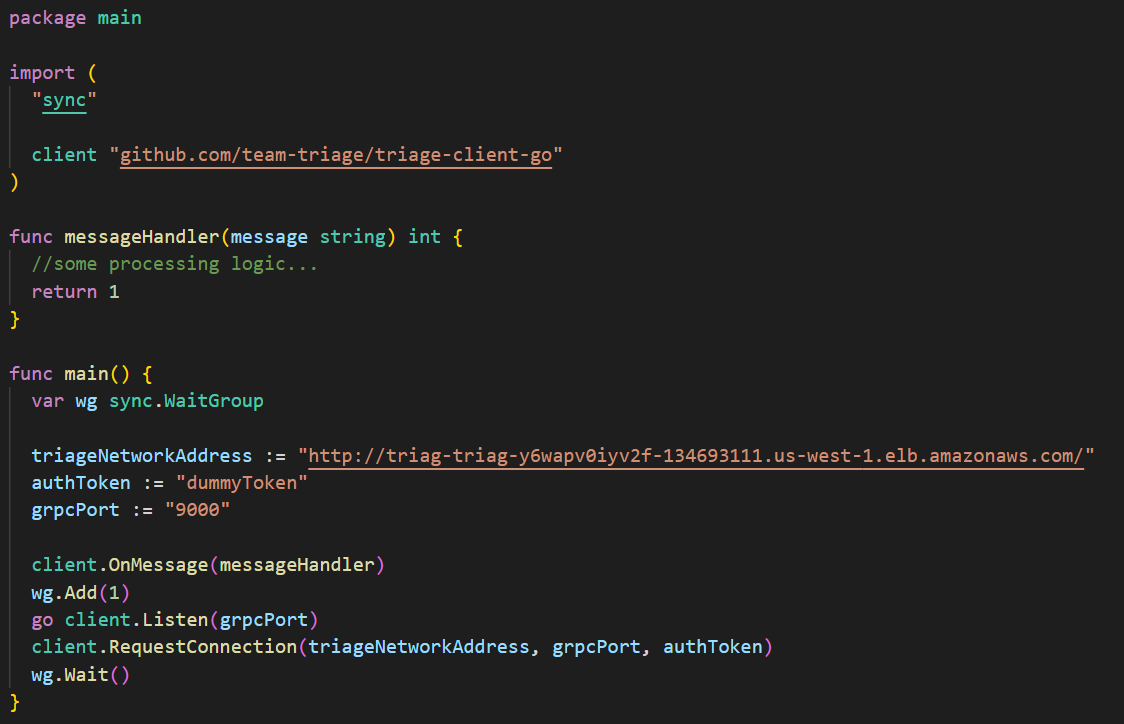 package main
import (
"sync"
client "github.com/team-triage/triage-client-go"
)
func messageHandler(message string) int {
//some processing logic...
return 1
}
func main() {
var wg sync.WaitGroup
triageNetworkAddress := "http://triag-triag-y6wapv0iyv2f-134693111.us-west-1.elb.amazonaws.com/"
authToken := "dummyToken"
grpcPort := "9000"
client.OnMessage(messageHandler)
wg.Add(1)
go client.Listen(grpcPort)
client.RequestConnection(triageNetworkAddress, grpcPort, authToken)
wg.Wait()
}